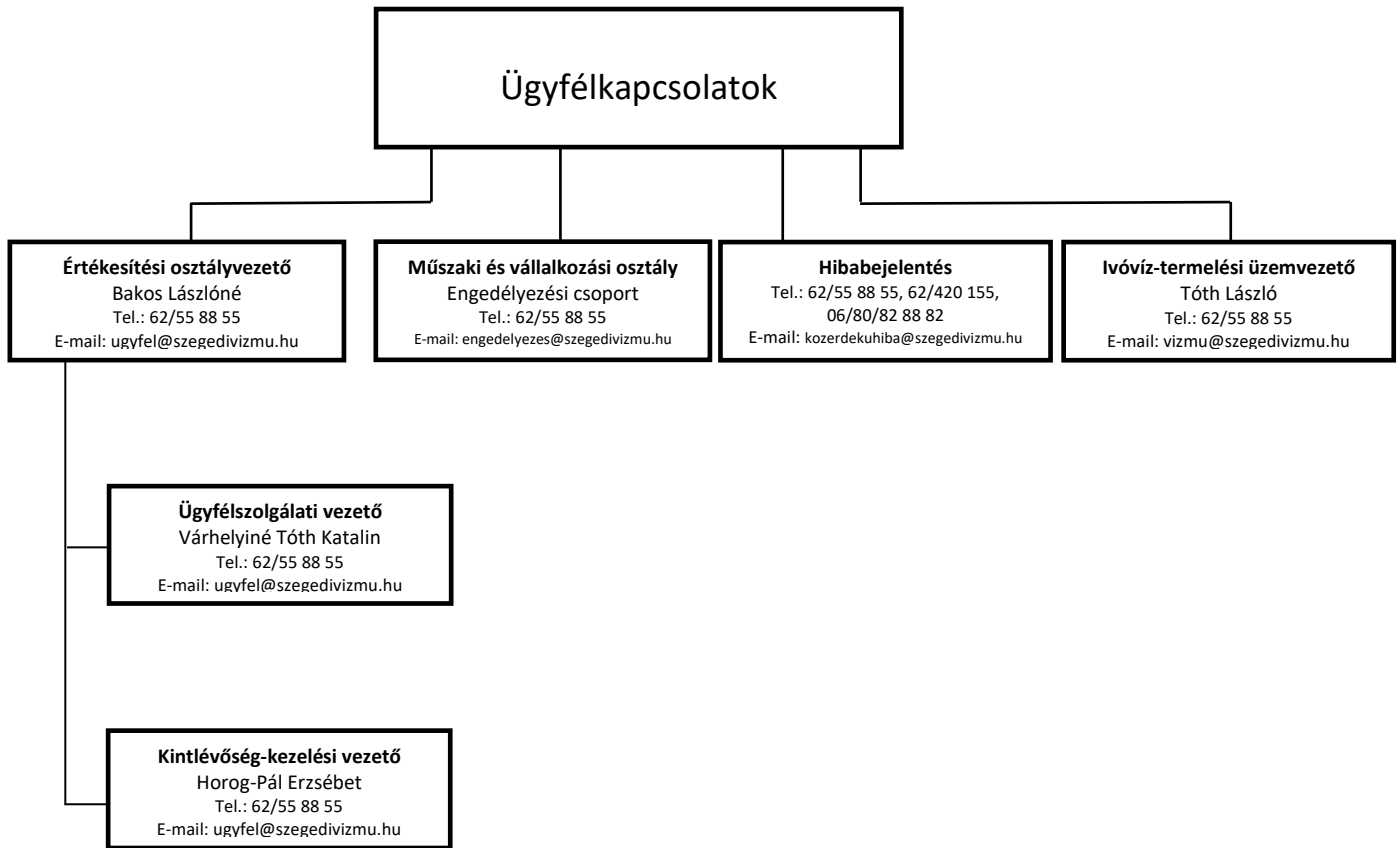 Ügyfélkapcsolatok
Értékesítési osztályvezető
Bakos Lászlóné
Tel.: 62/55 88 55
E-mail: ugyfel@szegedivizmu.hu
Műszaki és vállalkozási osztály
Engedélyezési csoport
Tel.: 62/55 88 55
E-mail: engedelyezes@szegedivizmu.hu
Hibabejelentés
Tel.: 62/55 88 55, 62/420 155,
06/80/82 88 82
E-mail: kozerdekuhiba@szegedivizmu.hu
Ivóvíz-termelési üzemvezető
Tóth László
Tel.: 62/55 88 55
E-mail: vizmu@szegedivizmu.hu
Ügyfélszolgálati vezető
Várhelyiné Tóth Katalin
Tel.: 62/55 88 55
E-mail: ugyfel@szegedivizmu.hu
Kintlévőség-kezelési vezető
Horog-Pál Erzsébet
Tel.: 62/55 88 55
E-mail: ugyfel@szegedivizmu.hu